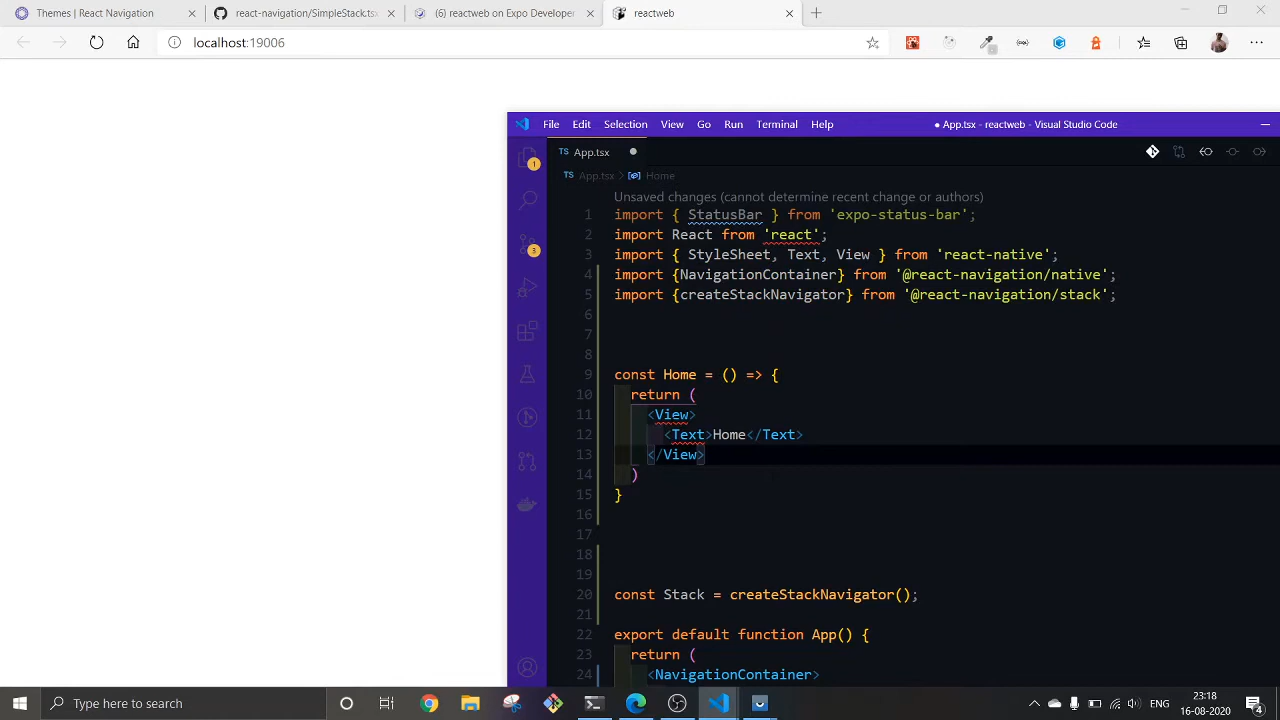 Themes | React Navigation
react-navigation/SimpleStack.ts
(6) reactweb on Expo Developer
reactweb
localhost:19006
File Edit Selection View Go Run Terminal Help
● App.tsx - reactweb - Visual Studio Code
TS App.tsx
TS App.tsx > Home
Unsaved changes (cannot determine recent change or authors)
1 import { StatusBar } from 'expo-status-bar';
2 import React from 'react';
3 import { StyleSheet, Text, View } from 'react-native';
4 import {NavigationContainer} from '@react-navigation/native';
5 import {createStackNavigator} from '@react-navigation/stack';
6
7
8
9 const Home = () => {
10 return (
11 <View>
12 <Text>Home</Text>
13 </View>
14 )
15 }
16
17
18
19
20 const Stack = createStackNavigator();
21
22 export default function App() {
23 return (
24 <NavigationContainer>
1
3
Type here to search
ENG
23:18
16-08-2020
6